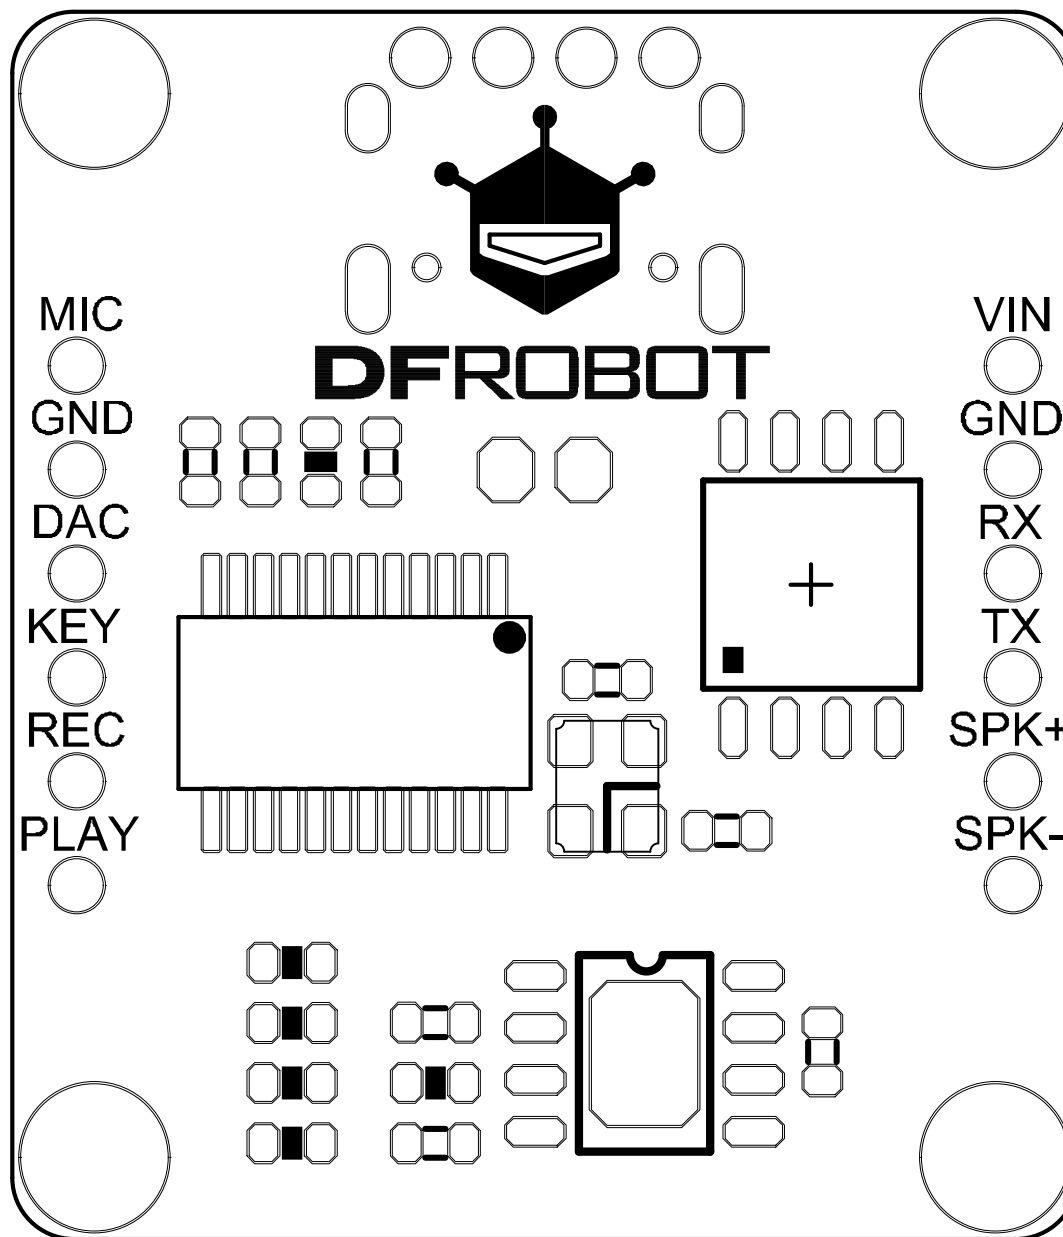 MIC
VIN
DFROBOT
GND
GND
DAC
RX
KEY
TX
REC
SPK+
PLAY
SPK-